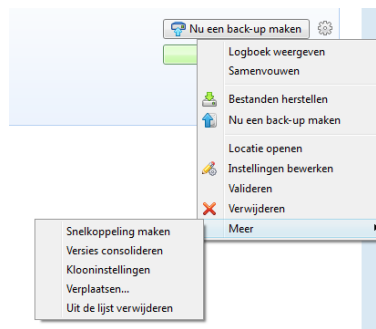 Nu een back-up maken
Logboek weergeven
Samenvouwen
Bestanden herstellen
Nu een back-up maken
Locatie openen
Instellingen bewerken
Valideren
Verwijderen
Meer
Snelkoppeling maken
Versies consolideren
Klooninstellingen
Verplaatsen...
Uit de lijst verwijderen